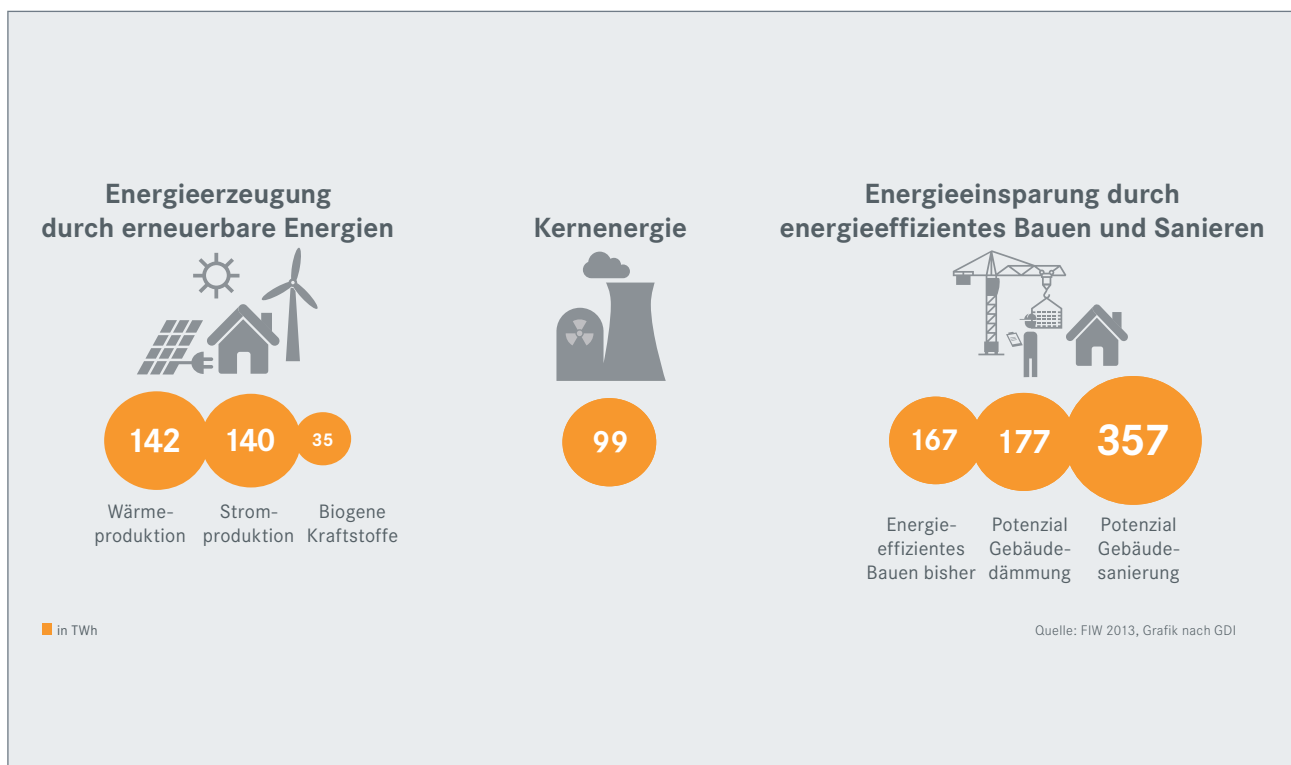 Energieerzeugung
durch erneuerbare Energien
142
140
35
Wärme-
produktion
Strom-
produktion
Biogene
Kraftstoffe
Kernenergie
99
Energieeinsparung durch
energieeffizientes Bauen und Sanieren
167
177
357
Energie-
effizientes
Bauen bisher
Potenzial
Gebäude-
dämmung
Potenzial
Gebäude-
sanierung
in TWh
Quelle: FIW 2013, Grafik nach GDI